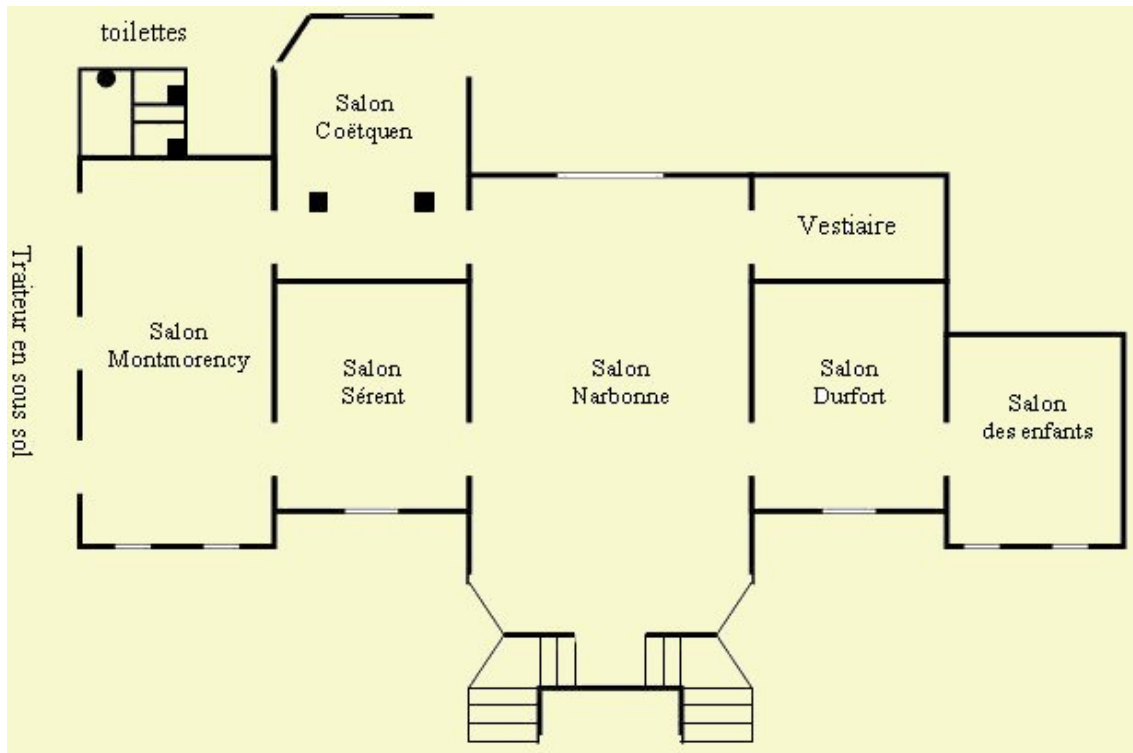 toilettes
Salon
Coëtquen
Vestiaire
Traiteur en sous sol
Salon
Montmorency
Salon
Sérent
Salon
Narbonne
Salon
Durfort
Salon
des enfants